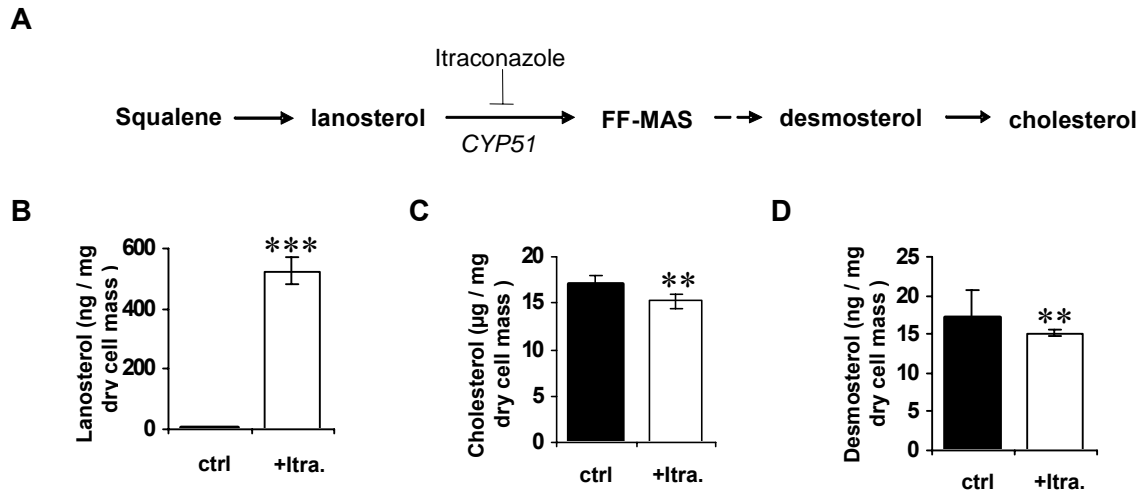 A
Itraconazole
Squalene lanosterol FF-MAS desmosterol cholesterol
CYP51
B
Lanosterol (ng / mg
dry cell mass )
600
400
200
0
***
ctrl +Itra.
C
Cholesterol (µg / mg
dry cell mass )
20
15
10
5
0
**
ctrl +Itra.
D
Desmosterol (ng / mg
dry cell mass )
25
20
15
10
5
0
**
ctrl +Itra.